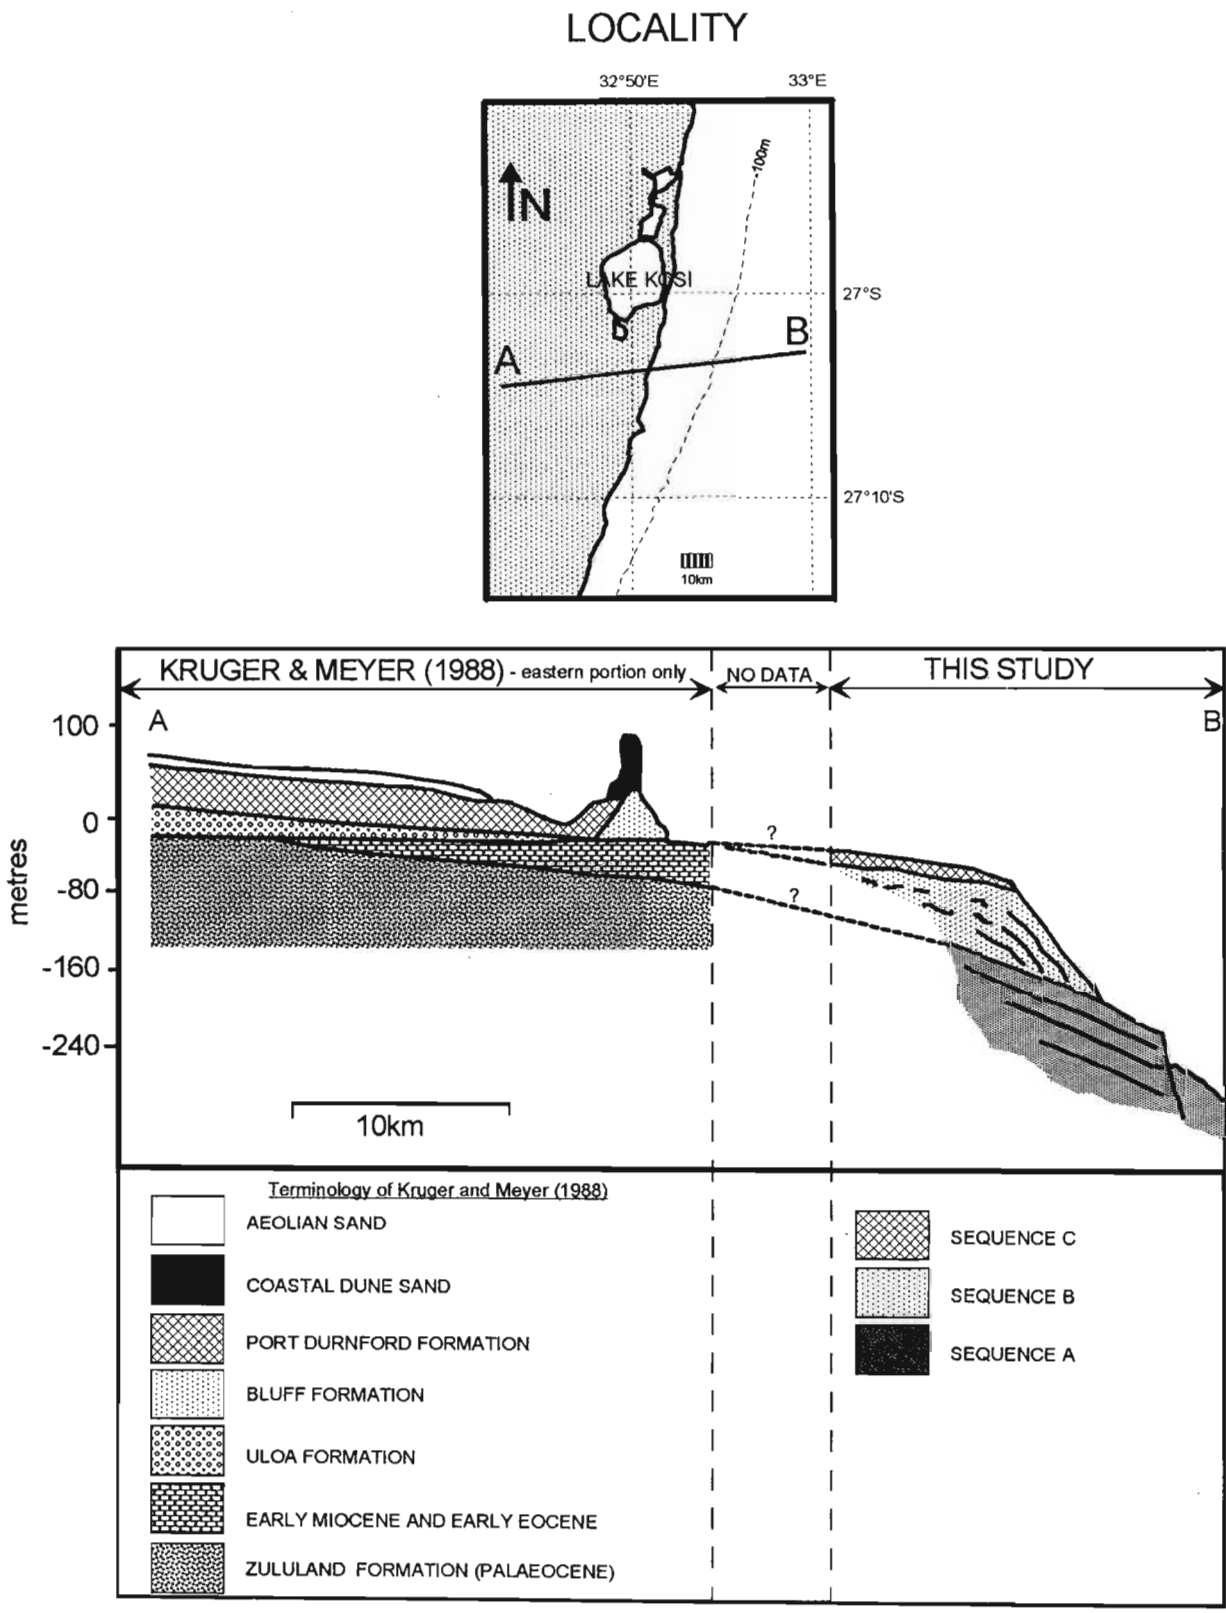 LOCALITY
32°50'E 33°E
-100m
N
LAKE KOSI
27°S
A B
27°10'S
10km
KRUGER & MEYER (1988) - eastern portion only NO DATA THIS STUDY
A B
100
0
-80
-160
-240
metres
?
?
10km
Terminology of Kruger and Meyer (1988)
AEOLIAN SAND
COASTAL DUNE SAND
PORT DURNFORD FORMATION
BLUFF FORMATION
ULOA FORMATION
EARLY MIOCENE AND EARLY EOCENE
ZULULAND FORMATION (PALAEOCENE)
SEQUENCE C
SEQUENCE B
SEQUENCE A